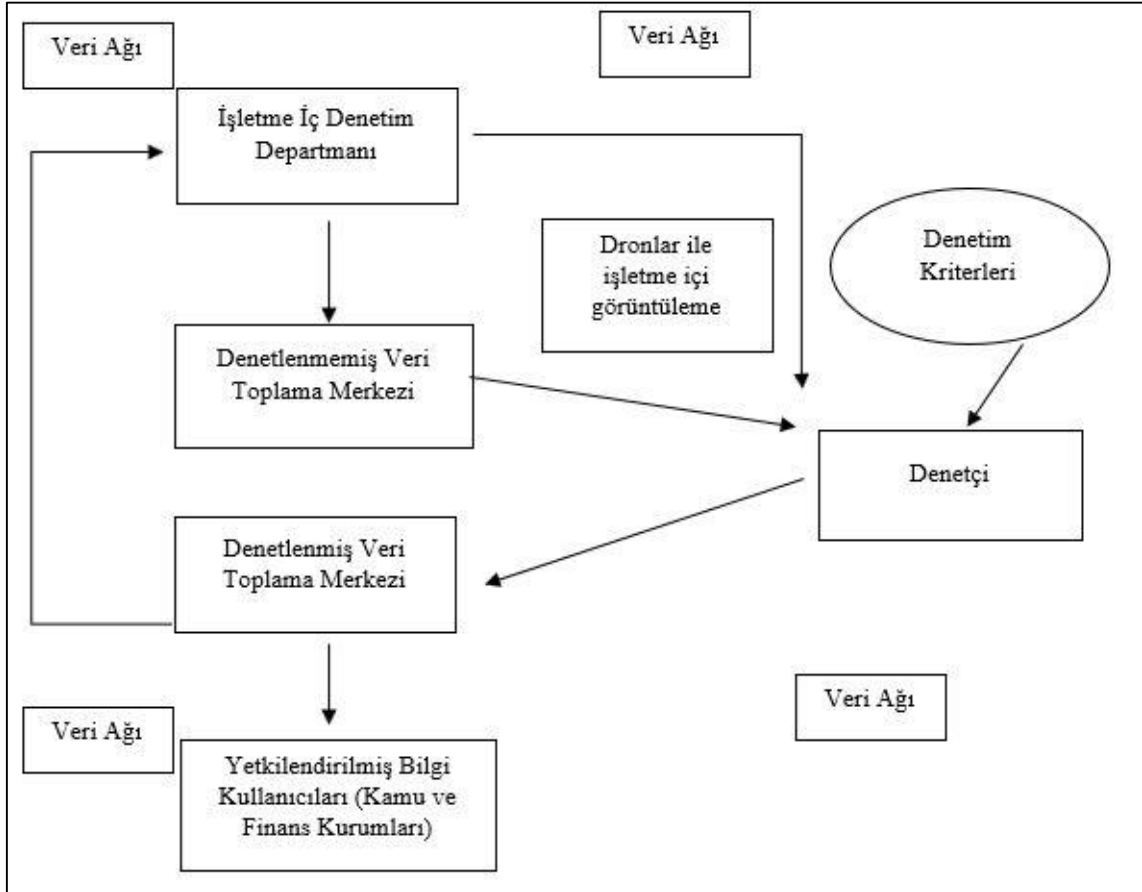 Veri Ağı
Veri Ağı
İşletme İç Denetim
Departmanı
Dronlar ile
işletme içi
görüntüleme
Denetim
Kriterleri
Denetlenmemiş Veri
Toplama Merkezi
Denetçi
Denetlenmiş Veri
Toplama Merkezi
Veri Ağı
Veri Ağı
Yetkilendirilmiş Bilgi
Kullanıcıları (Kamu ve
Finans Kurumları)